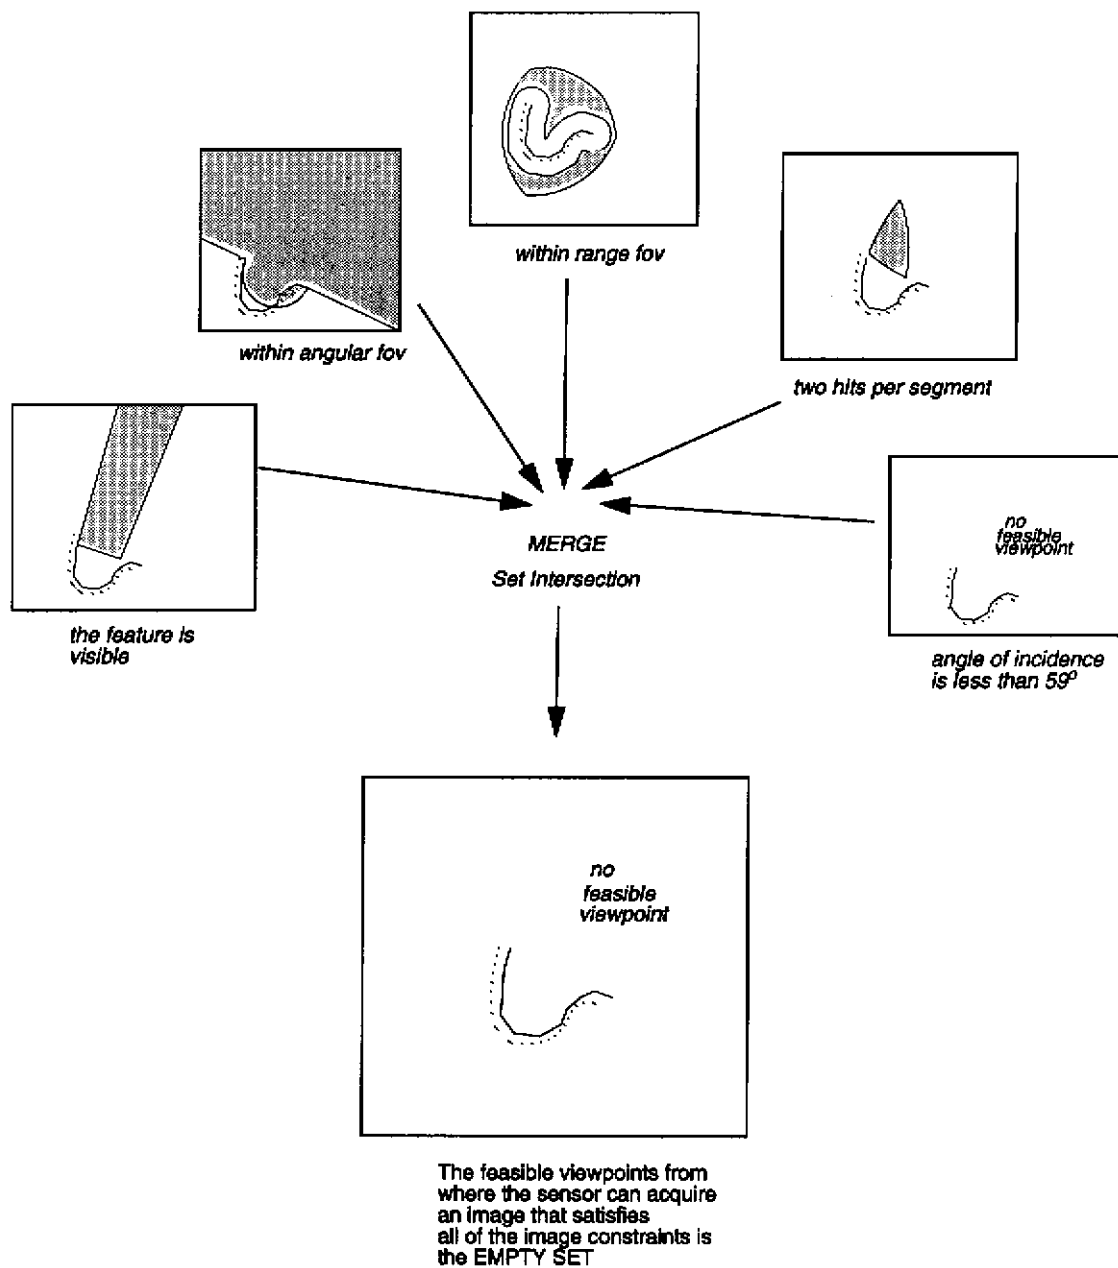 within range fov
within angular fov
two hits per segment
the feature is
visible
no
feasible
viewpoint
angle of incidence
is less than 59º
MERGE
Set Intersection
no
feasible
viewpoint
The feasible viewpoints from
where the sensor can acquire
an image that satisfies
all of the image constraints is
the EMPTY SET